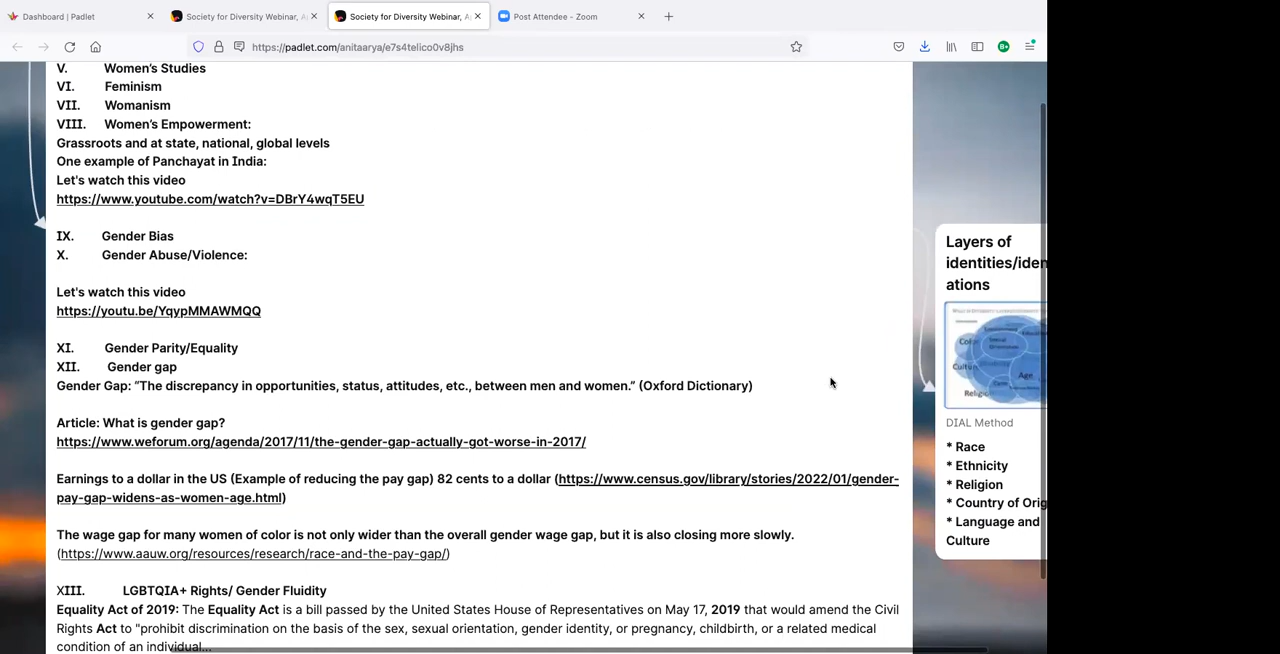 Dashboard | Padlet
Society for Diversity Webinar, A
Society for Diversity Webinar, A
Post Attendee - Zoom
https://padlet.com/anitaarya/e7s4telico0v8jhs
V. Women's Studies
VI. Feminism
VII. Womanism
VIII. Women's Empowerment:
Grassroots and at state, national, global levels
One example of Panchayat in India:
Let's watch this video
https://www.youtube.com/watch?v=DBrY4wqT5EU
IX. Gender Bias
X. Gender Abuse/Violence:
Let's watch this video
https://youtu.be/YqypMMAWMQQ
XI. Gender Parity/Equality
XII. Gender gap
Gender Gap: “The discrepancy in opportunities, status, attitudes, etc., between men and women.” (Oxford Dictionary)
Article: What is gender gap?
https://www.weforum.org/agenda/2017/11/the-gender-gap-actually-got-worse-in-2017/
Earnings to a dollar in the US (Example of reducing the pay gap) 82 cents to a dollar (https://www.census.gov/library/stories/2022/01/gender-
pay-gap-widens-as-women-age.html)
The wage gap for many women of color is not only wider than the overall gender wage gap, but it is also closing more slowly.
(https://www.aauw.org/resources/research/race-and-the-pay-gap/)
XIII. LGBTQIA+ Rights/ Gender Fluidity
Equality Act of 2019: The Equality Act is a bill passed by the United States House of Representatives on May 17, 2019 that would amend the Civil
Rights Act to "prohibit discrimination on the basis of the sex, sexual orientation, gender identity, or pregnancy, childbirth, or a related medical
condition of an individual...
Layers of
identities/iden
ations
Age
DIAL Method
* Race
* Ethnicity
* Religion
* Country of Orig
* Language and
Culture